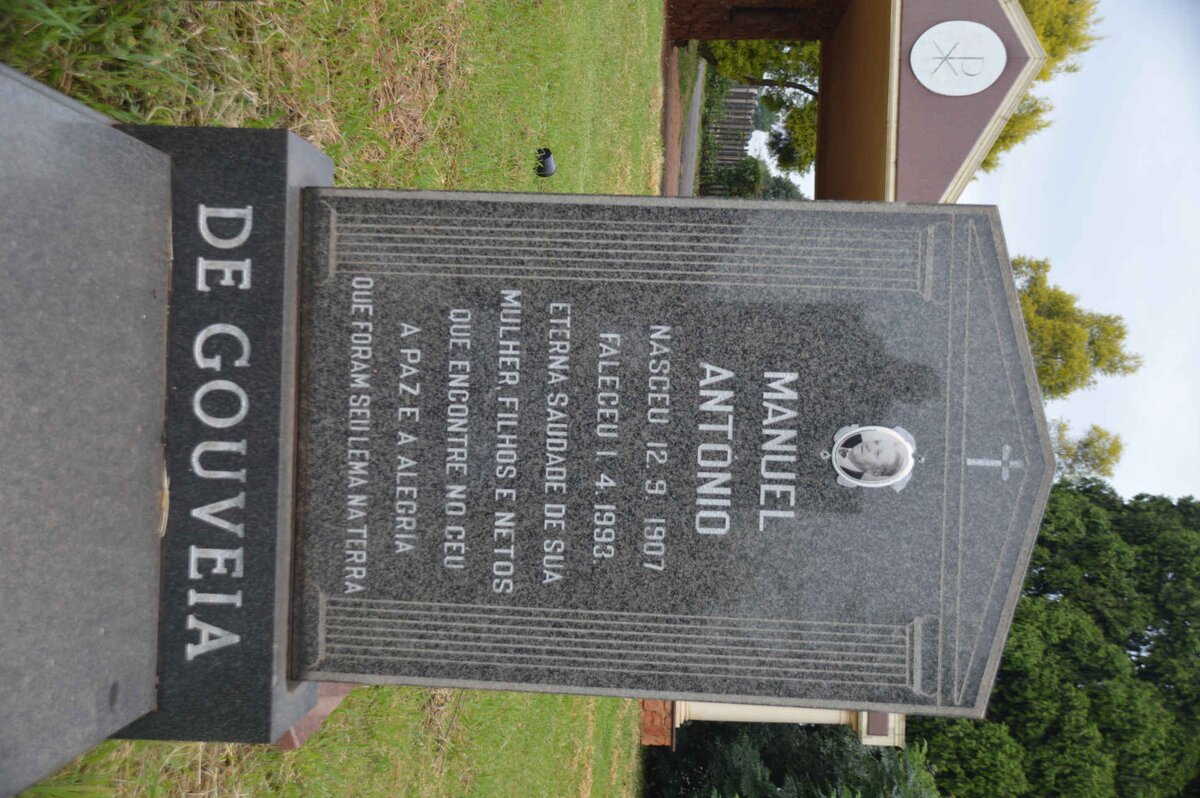 MANUEL
ANTONIO
NASCEU 12. 9 1907
FALECEU 1. 4. 1993.
ETERNA SAUDADE DE SUA
MULHER, FILHOS E NETOS
QUE ENCONTRE NO CÉU
A PAZ E A ALEGRIA
QUE FORAM SEU LEMA NA TERRA
DE GOUVEIA